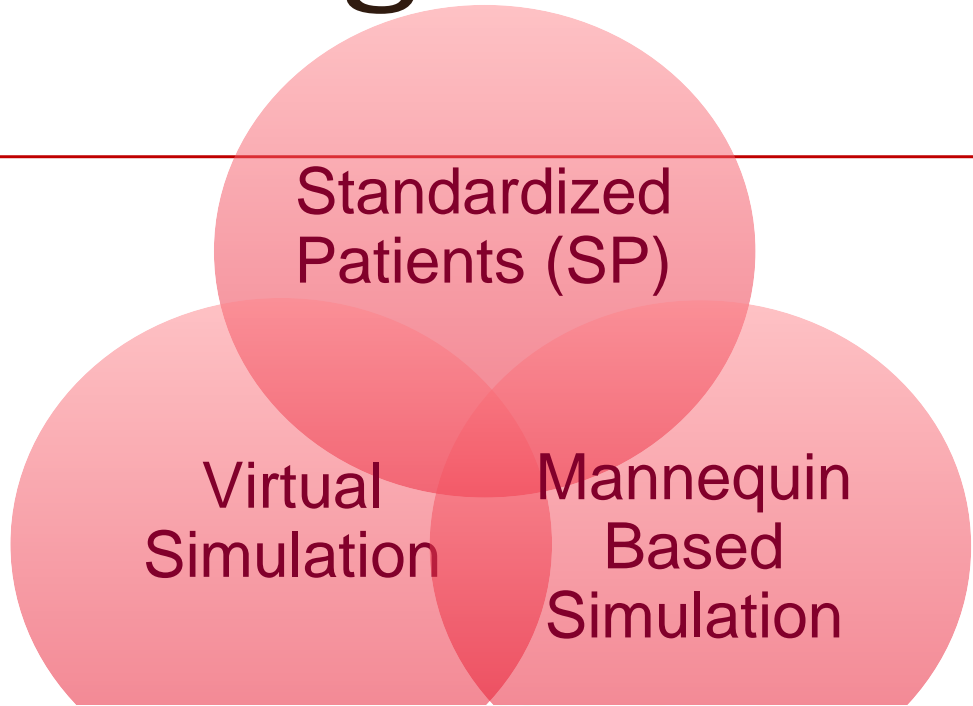 Standardized
Patients (SP)
Virtual
Simulation
Mannequin
Based
Simulation